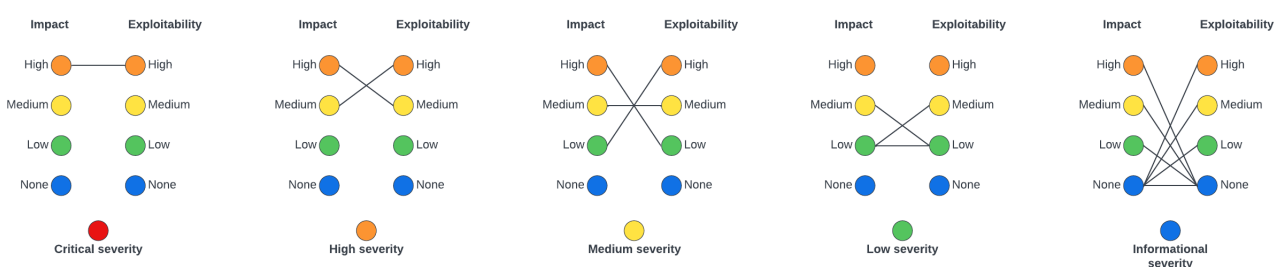 Impact Exploitability
High High
Medium Medium
Low Low
None None
Critical severity
Impact Exploitability
High High
Medium Medium
Low Low
None None
High severity
Impact Exploitability
High High
Medium Medium
Low Low
None None
Medium severity
Impact Exploitability
High High
Medium Medium
Low Low
None None
Low severity
Impact Exploitability
High High
Medium Medium
Low Low
None None
Informational
severity